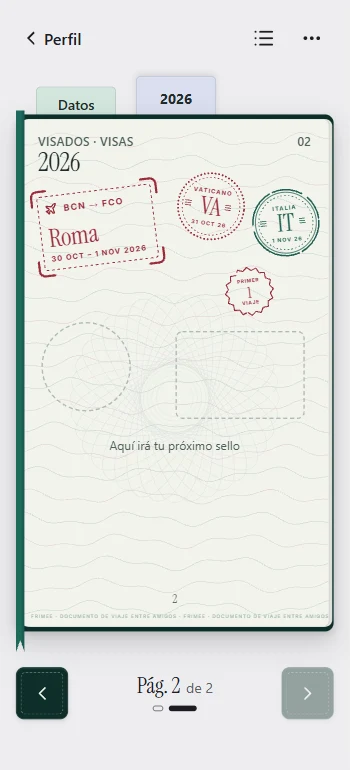 Perfil
Datos
2026
VISADOS · VISAS
02
2026
BCN → FCO
Roma
30 OCT – 1 NOV 2026
VATICANO
VA
31 OCT 26
ITALIA
IT
1 NOV 26
PRIMER
1
VIAJE
Aquí irá tu próximo sello
2
FRIMEE · DOCUMENTO DE VIAJE ENTRE AMIGOS · FRIMEE · DOCUMENTO DE VIAJE ENTRE AMIGOS
Pág. 2 de 2